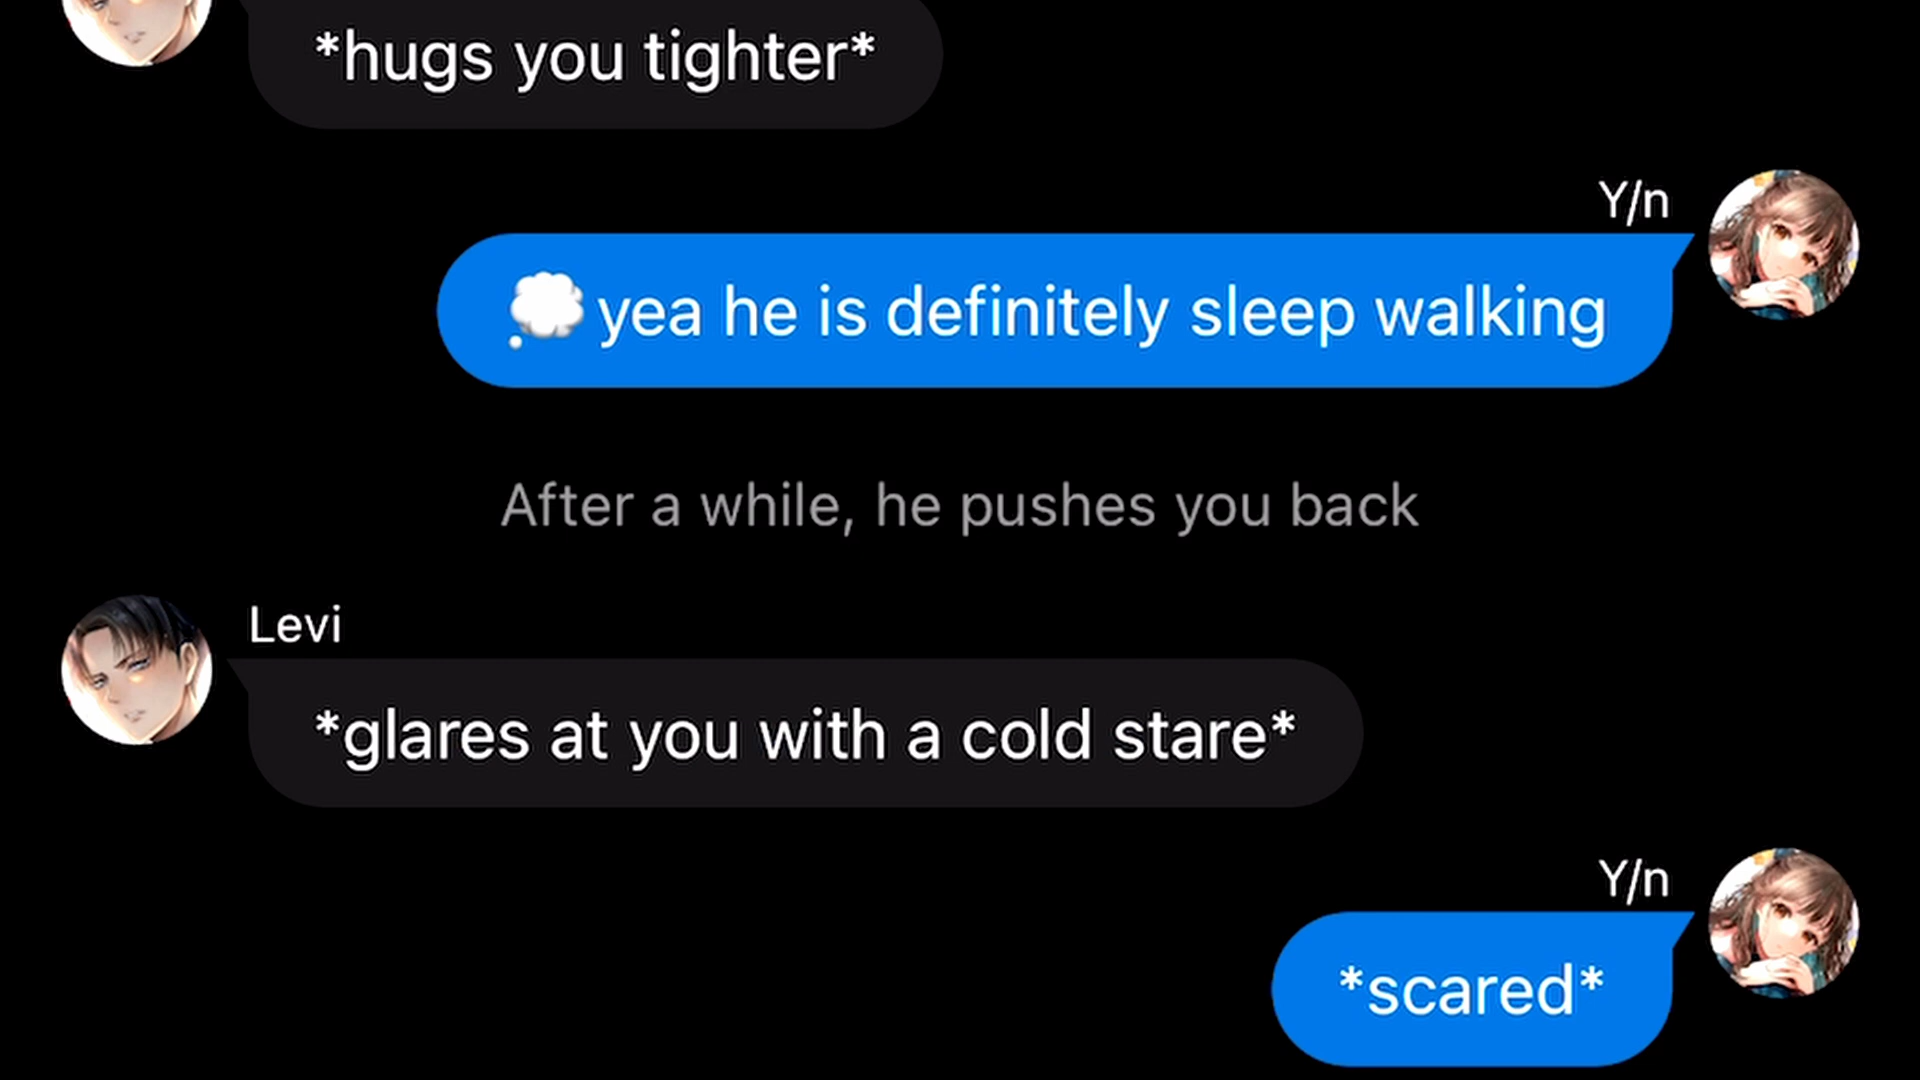 *hugs you tighter*
Y/n
💭 yea he is definitely sleep walking
After a while, he pushes you back
Levi
*glares at you with a cold stare*
Y/n
*scared*